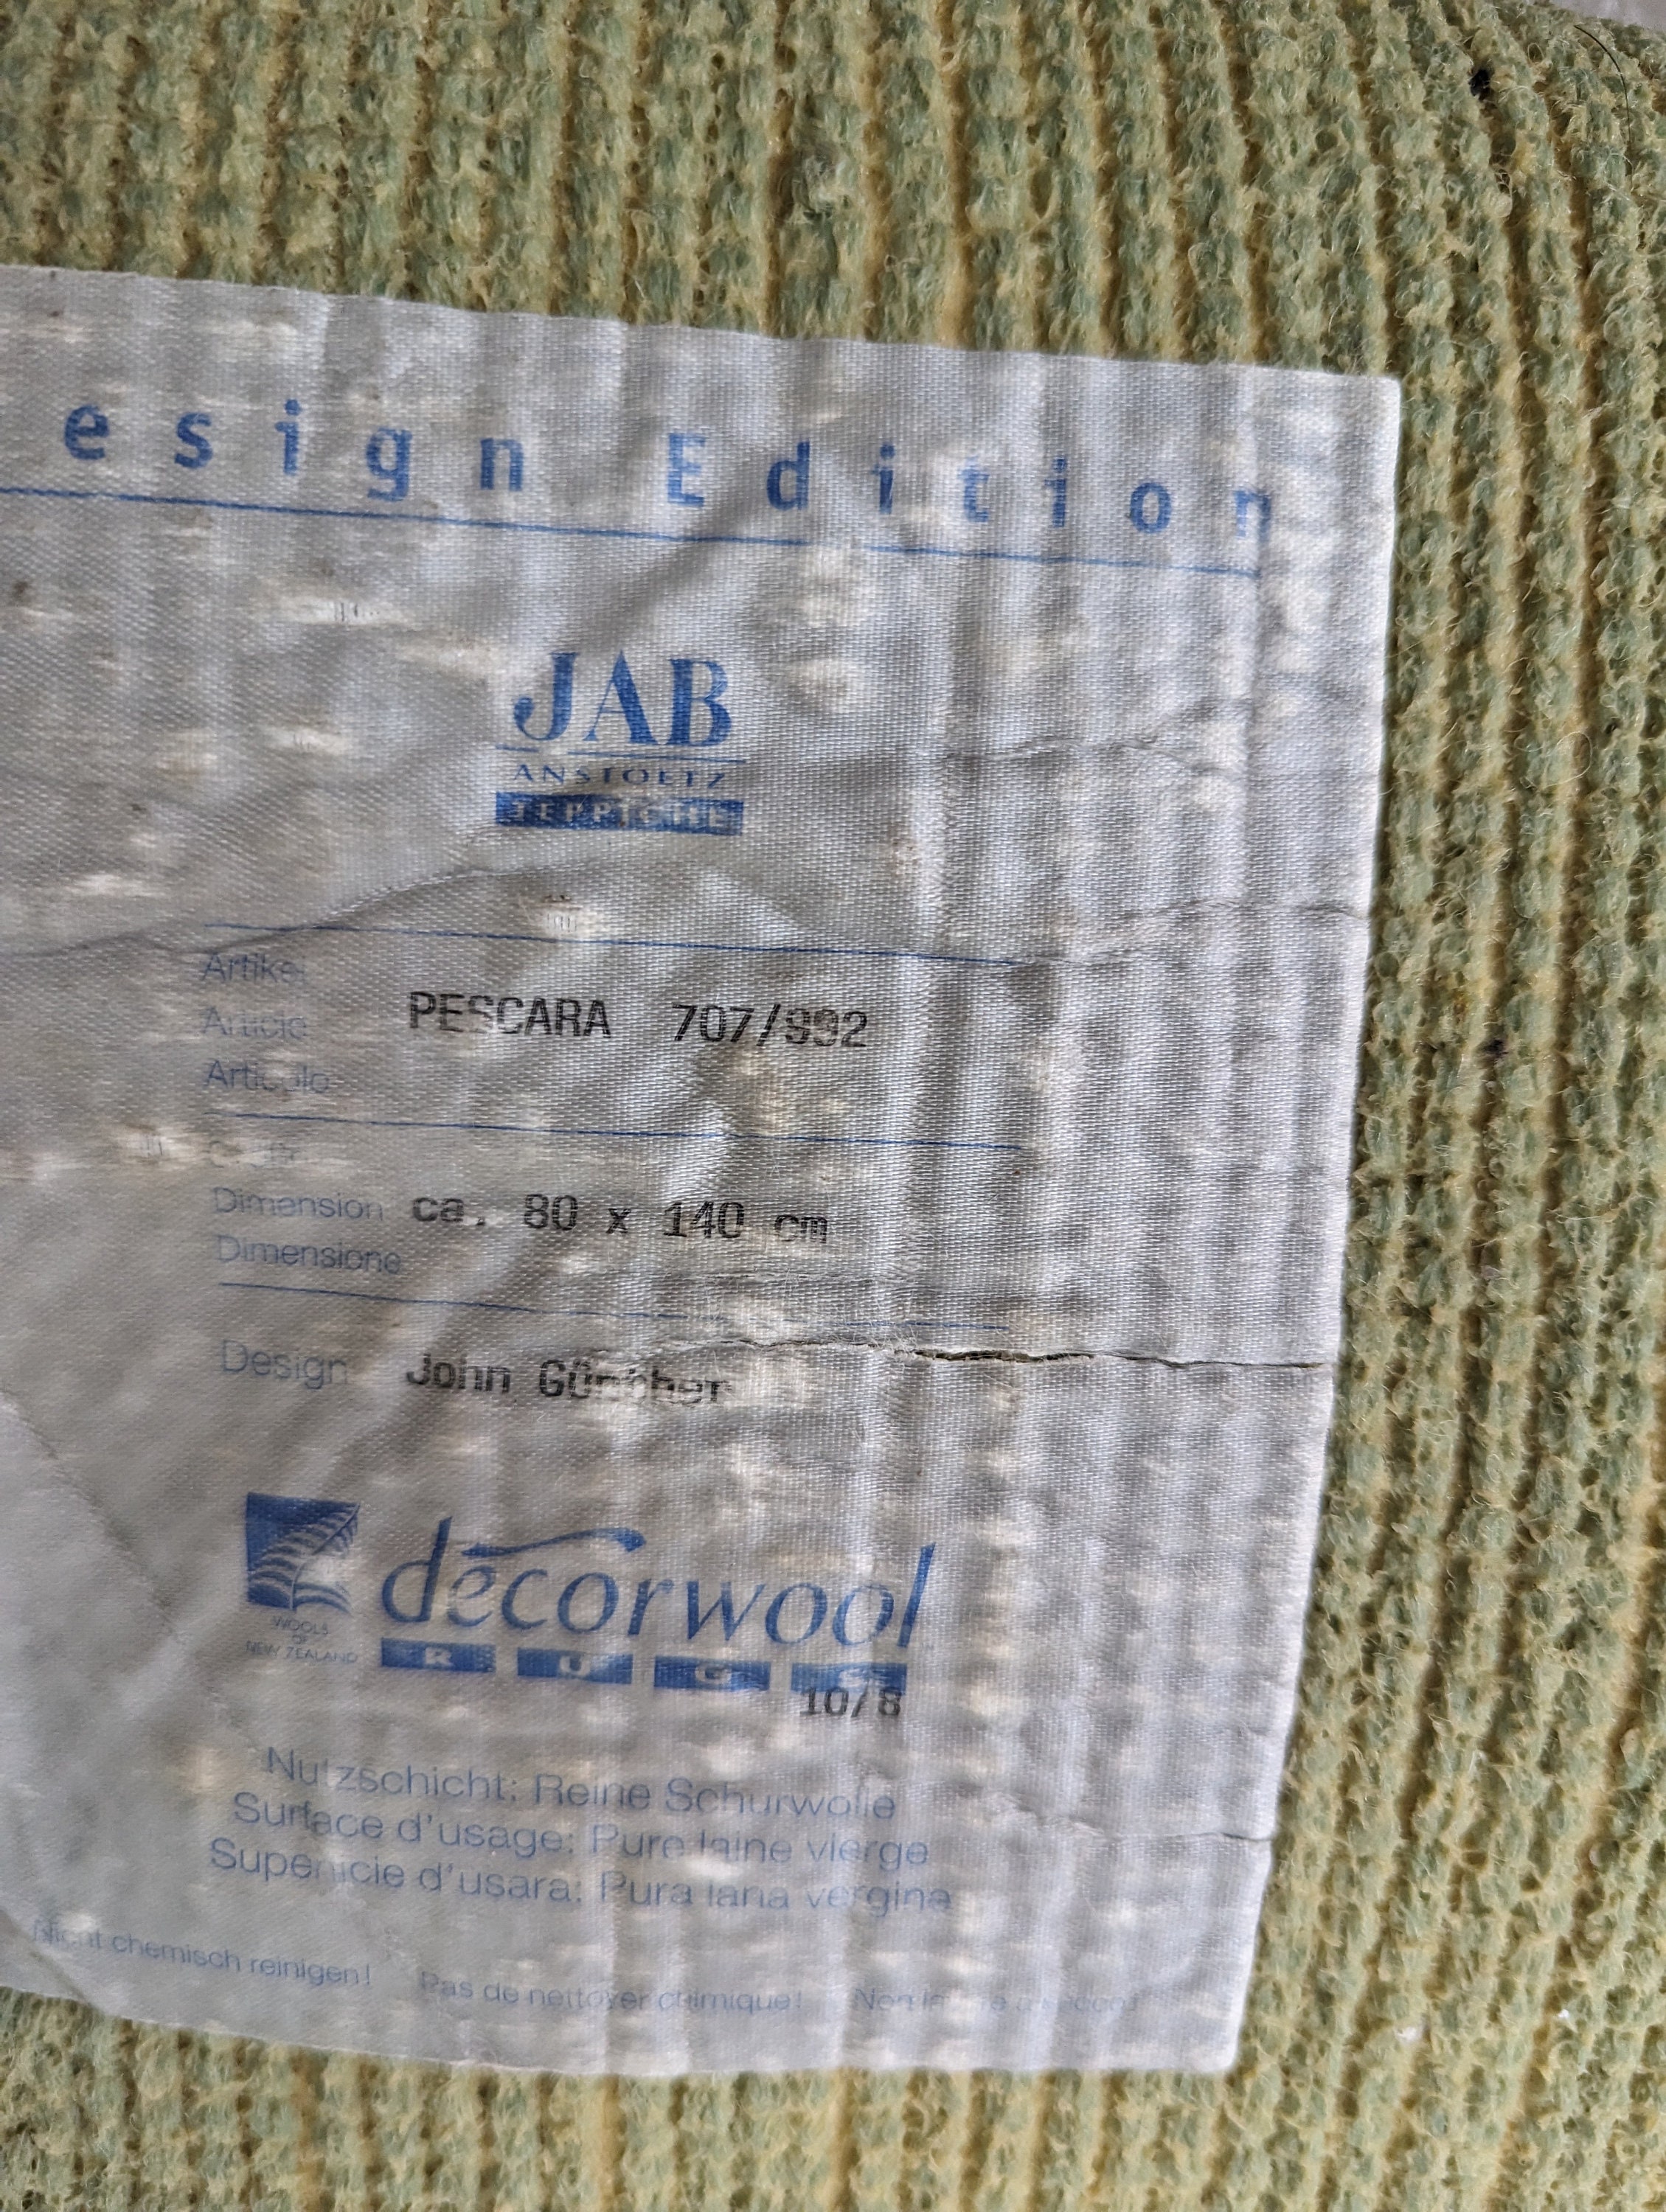 esign Edition
JAB
ANSTOETZ
TEPPICHE
Artikel
Article PESCARA 707/992
Articolo
Dimension ca. 80 x 140 cm
Dimensione
Design John Günther
décorwool
WOOLS
OF
NEW ZEALAND
RUGS
10/8
Nutzschicht: Reine Schurwolle
Surface d'usage: Pure laine vierge
Superficie d'usara: Pura lana vergine
Nicht chemisch reinigen! Pas de nettoyer chimique!